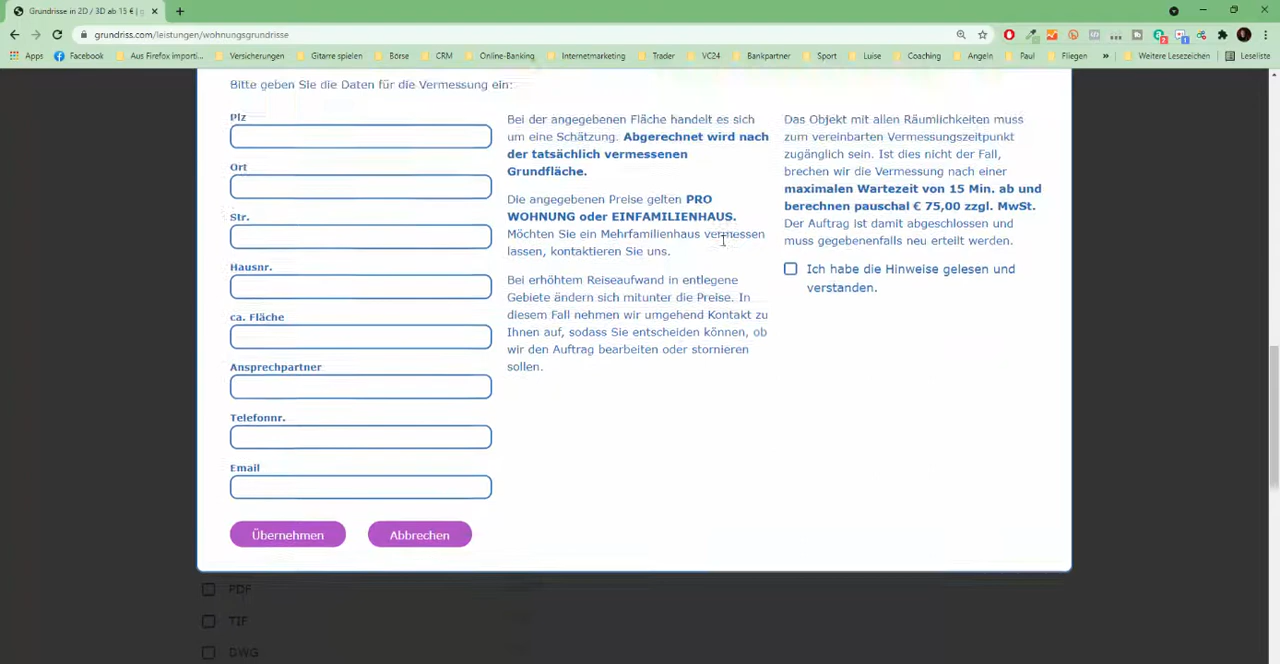 Grundrisse in 2D / 3D ab 15 € | g
grundriss.com/leistungen/wohnungsgrundrisse
Apps Facebook Aus Firefox importi... Versicherungen Gitarre spielen Börse CRM Online-Banking Internetmarketing Trader VC24 Bankpartner Sport Luise Coaching Angeln Paul Fliegen » Weitere Lesezeichen Leseliste
Bitte geben Sie die Daten für die Vermessung ein:
Plz
Ort
Str.
Hausnr.
ca. Fläche
Ansprechpartner
Telefonnr.
Email
Übernehmen Abbrechen
Bei der angegebenen Fläche handelt es sich
um eine Schätzung. Abgerechnet wird nach
der tatsächlich vermessenen
Grundfläche.
Die angegebenen Preise gelten PRO
WOHNUNG oder EINFAMILIENHAUS.
Möchten Sie ein Mehrfamilienhaus vermessen
lassen, kontaktieren Sie uns.
Bei erhöhtem Reiseaufwand in entlegene
Gebiete ändern sich mitunter die Preise. In
diesem Fall nehmen wir umgehend Kontakt zu
Ihnen auf, sodass Sie entscheiden können, ob
wir den Auftrag bearbeiten oder stornieren
sollen.
Das Objekt mit allen Räumlichkeiten muss
zum vereinbarten Vermessungszeitpunkt
zugänglich sein. Ist dies nicht der Fall,
brechen wir die Vermessung nach einer
maximalen Wartezeit von 15 Min. ab und
berechnen pauschal € 75,00 zzgl. MwSt.
Der Auftrag ist damit abgeschlossen und
muss gegebenenfalls neu erteilt werden.
Ich habe die Hinweise gelesen und
verstanden.
PDF
TIF
DWG